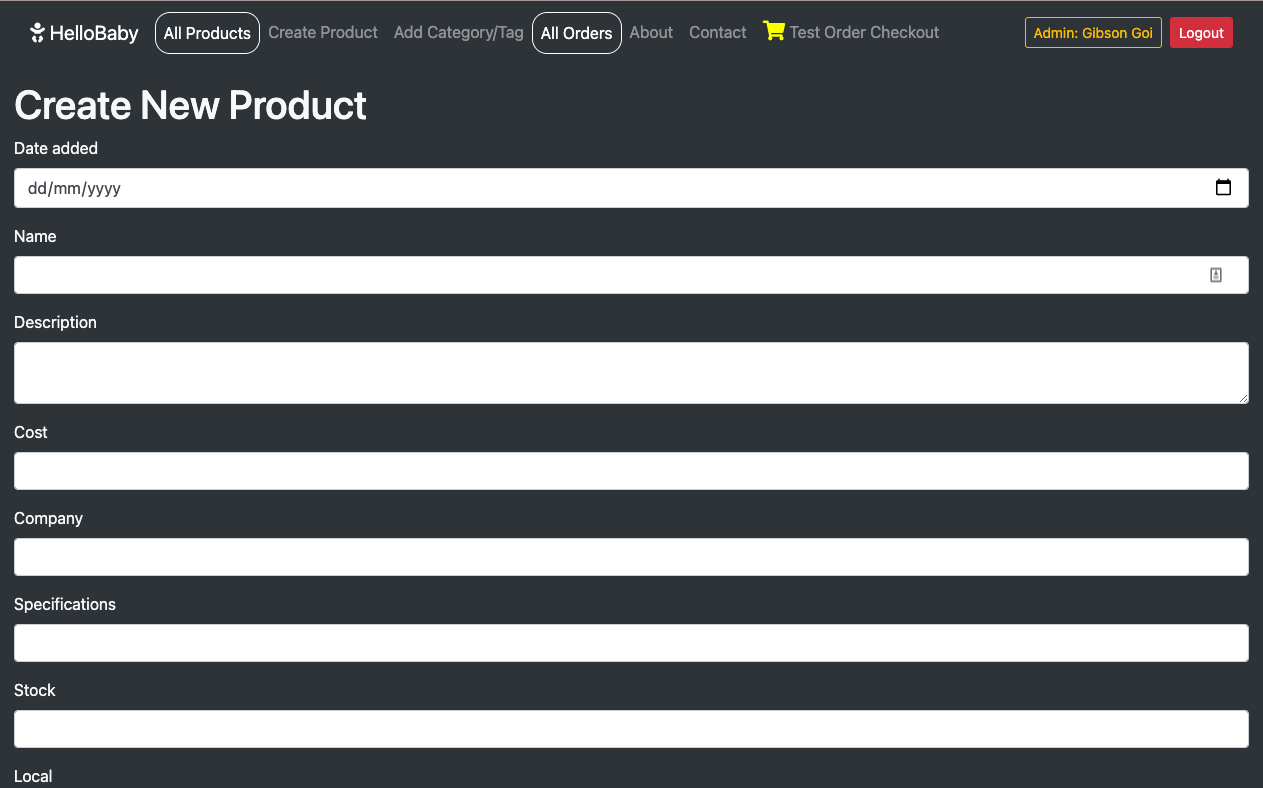 HelloBaby All Products Create Product Add Category/Tag All Orders About Contact Test Order Checkout Admin: Gibson Goi Logout
Create New Product
Date added
dd/mm/yyyy
Name
Description
Cost
Company
Specifications
Stock
Local